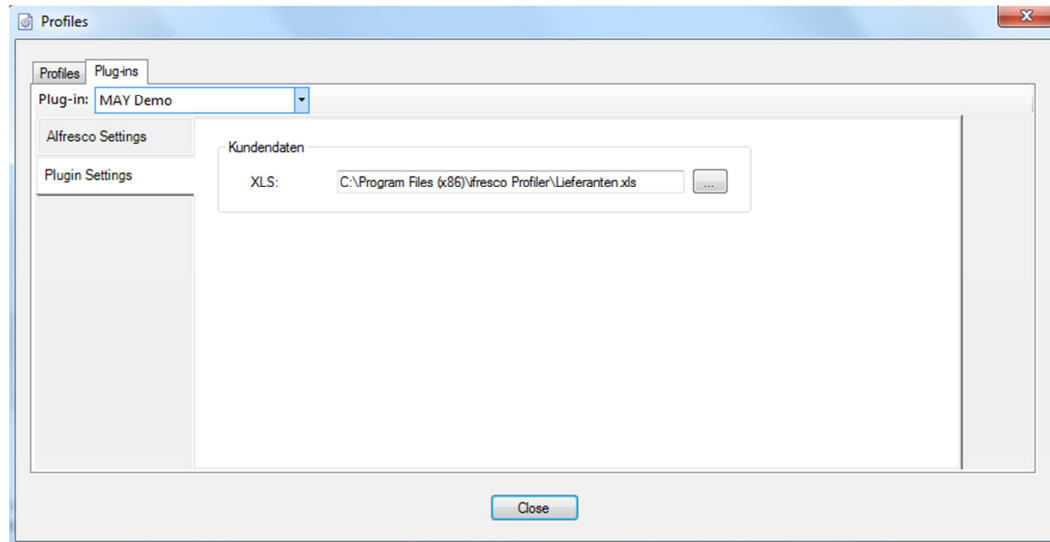 Profiles
Profiles Plug-ins
Plug-in: MAY Demo
Alfresco Settings
Kundendaten
Plugin Settings
XLS: C:\Program Files (x86)\ifresco Profiler\Lieferanten.xls ...
Close